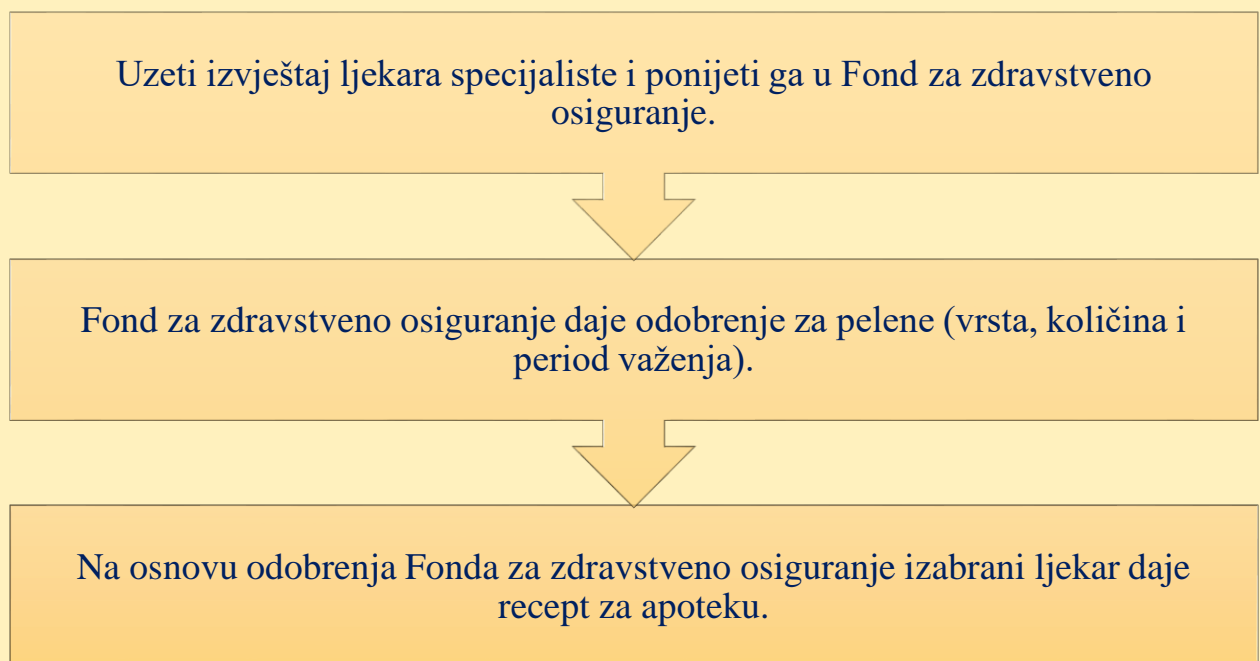 Uzeti izvještaj ljekara specijaliste i ponijeti ga u Fond za zdravstveno
osiguranje.
Fond za zdravstveno osiguranje daje odobrenje za pelene (vrsta, količina i
period važenja).
Na osnovu odobrenja Fonda za zdravstveno osiguranje izabrani ljekar daje
recept za apoteku.